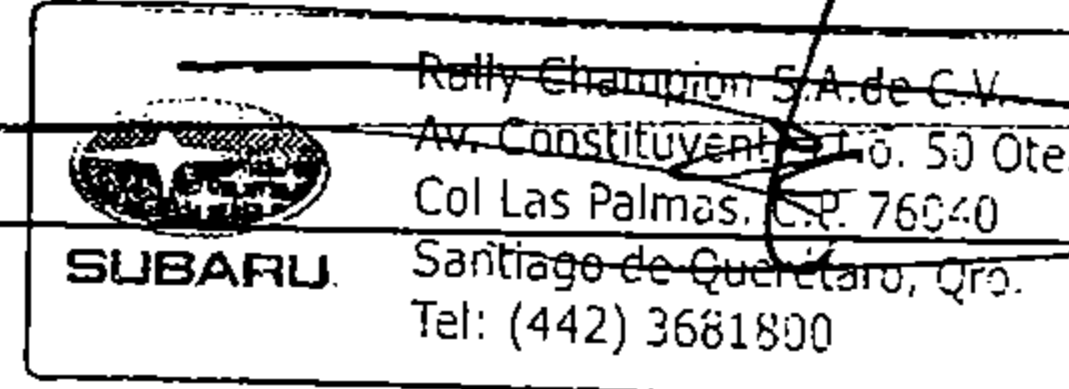 SUBARU
Rally Champion S.A.de C.V.
Av. Constituyent No. 50 Ote.
Col Las Palmas. C.P. 76040
Santiago de Querétaro, Qro.
Tel: (442) 3681800